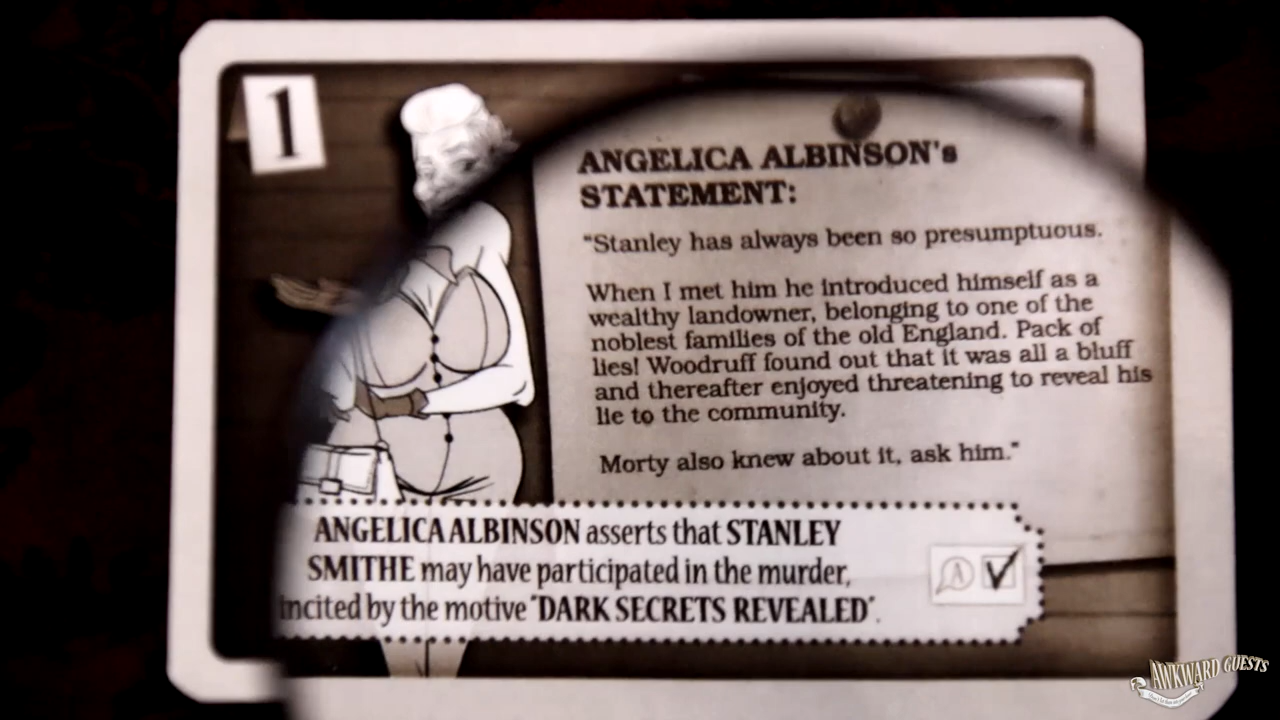 1
ANGELICA ALBINSON's
STATEMENT:
"Stanley has always been so presumptuous.
When I met him he introduced himself as a
wealthy landowner, belonging to one of the
noblest families of the old England. Pack of
lies! Woodruff found out that it was all a bluff
and thereafter enjoyed threatening to reveal his
lie to the community.
Morty also knew about it, ask him."
ANGELICA ALBINSON asserts that STANLEY
SMITHE may have participated in the murder,
incited by the motive "DARK SECRETS REVEALED".
A
AWKWARD GUESTS